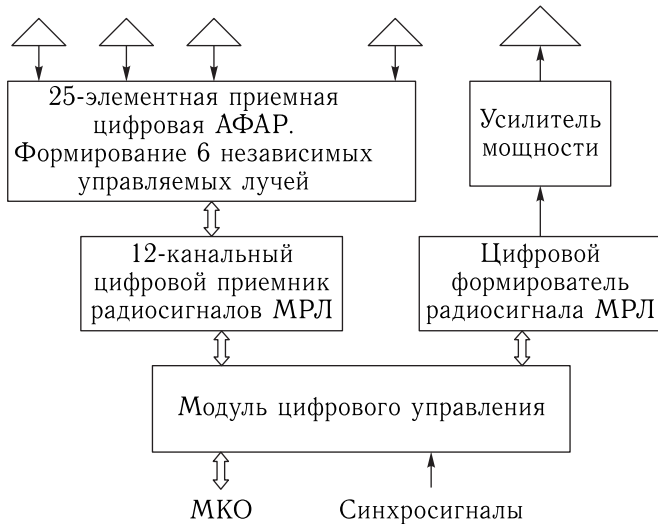 25-элементная приемная
цифровая АФАР.
Формирование 6 независимых
управляемых лучей
Усилитель
мощности
12-канальный
цифровой приемник
радиосигналов МРЛ
Цифровой
формирователь
радиосигнала МРЛ
Модуль цифрового управления
МКО
Синхросигналы